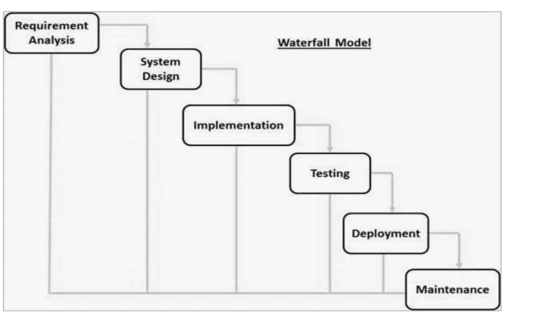 Requirement
Analysis
Waterfall Model
System
Design
Implementation
Testing
Deployment
Maintenance